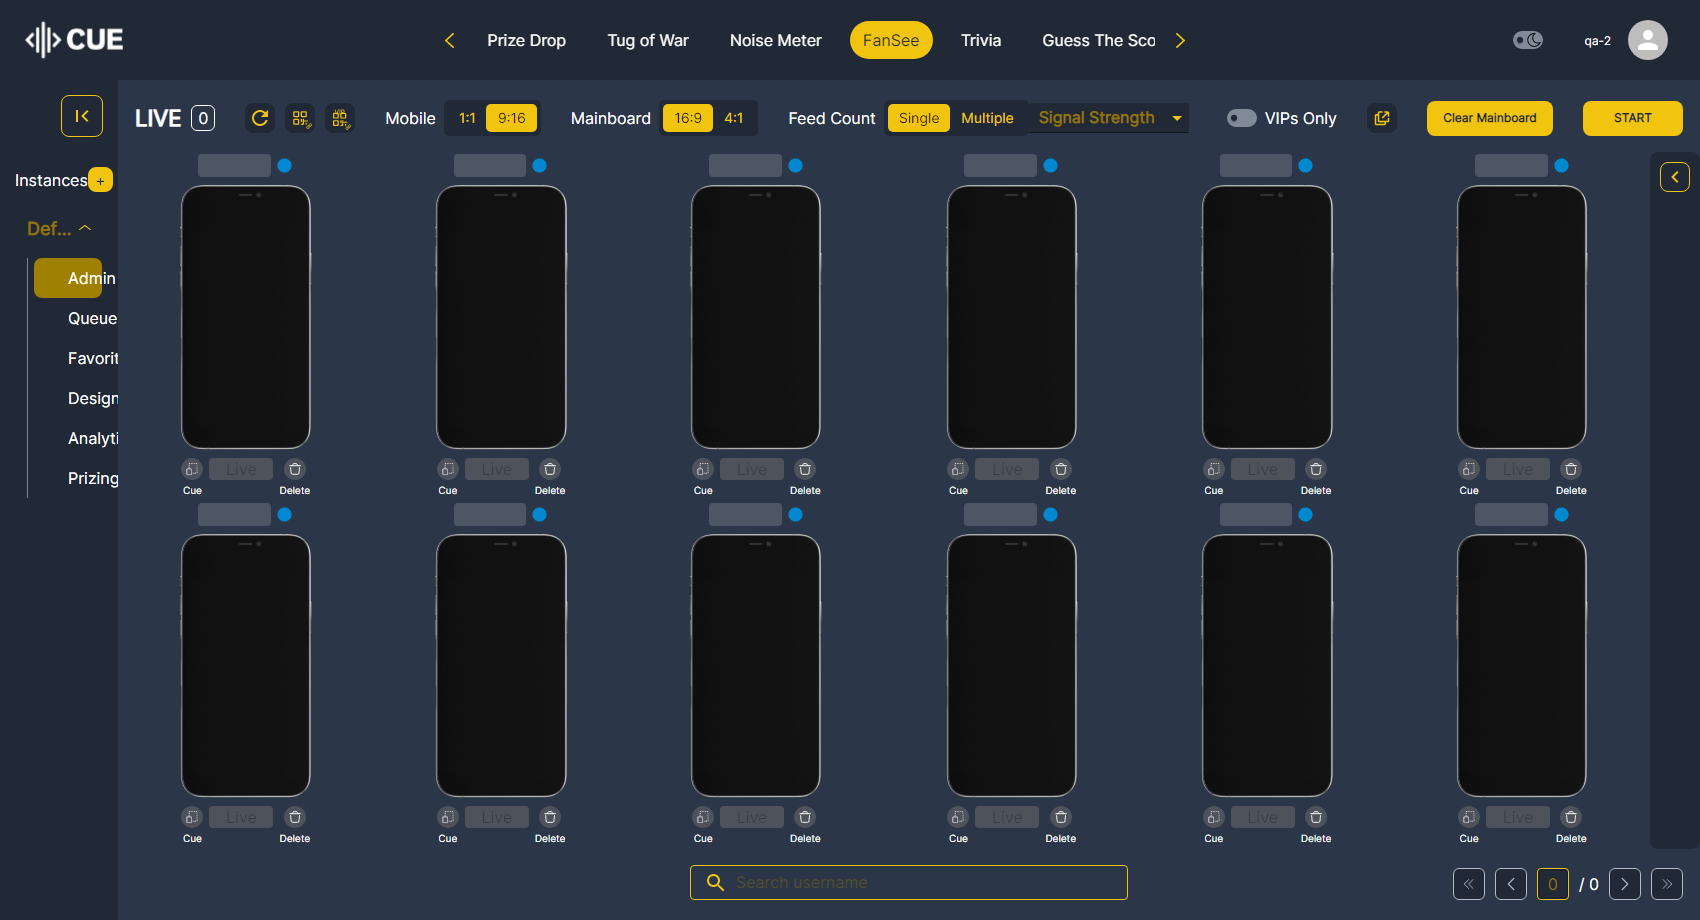 CUE
Prize Drop
Tug of War
Noise Meter
FanSee
Trivia
Guess The Sco
qa-2
LIVE 0
Mobile 1:1 9:16
Mainboard 16:9 4:1
Feed Count Single Multiple
Signal Strength
VIPs Only
Clear Mainboard
START
Instances +
Def...
Admin
Queue
Favorit
Design
Analyti
Prizing
Live Live Live Live Live Live
Cue Delete Cue Delete Cue Delete Cue Delete Cue Delete Cue Delete
Live Live Live Live Live Live
Cue Delete Cue Delete Cue Delete Cue Delete Cue Delete Cue Delete
Search username
0 / 0